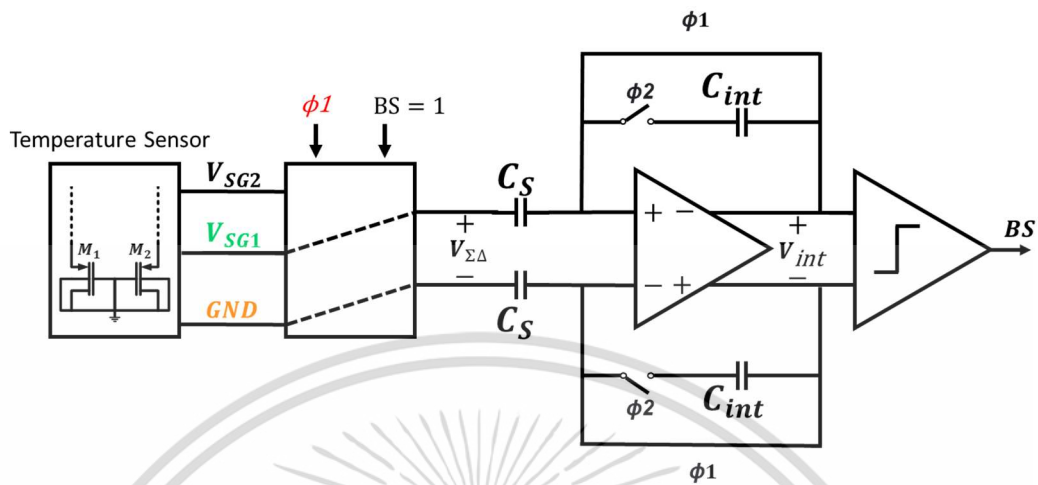 ϕ1
ϕ1 BS = 1
ϕ2 C_int
Temperature Sensor
V_SG2
C_S
+ + − +
BS
V_SG1
M_1 M_2
V_ΣΔ
V_int
− − + −
GND
C_S
ϕ2 C_int
ϕ1